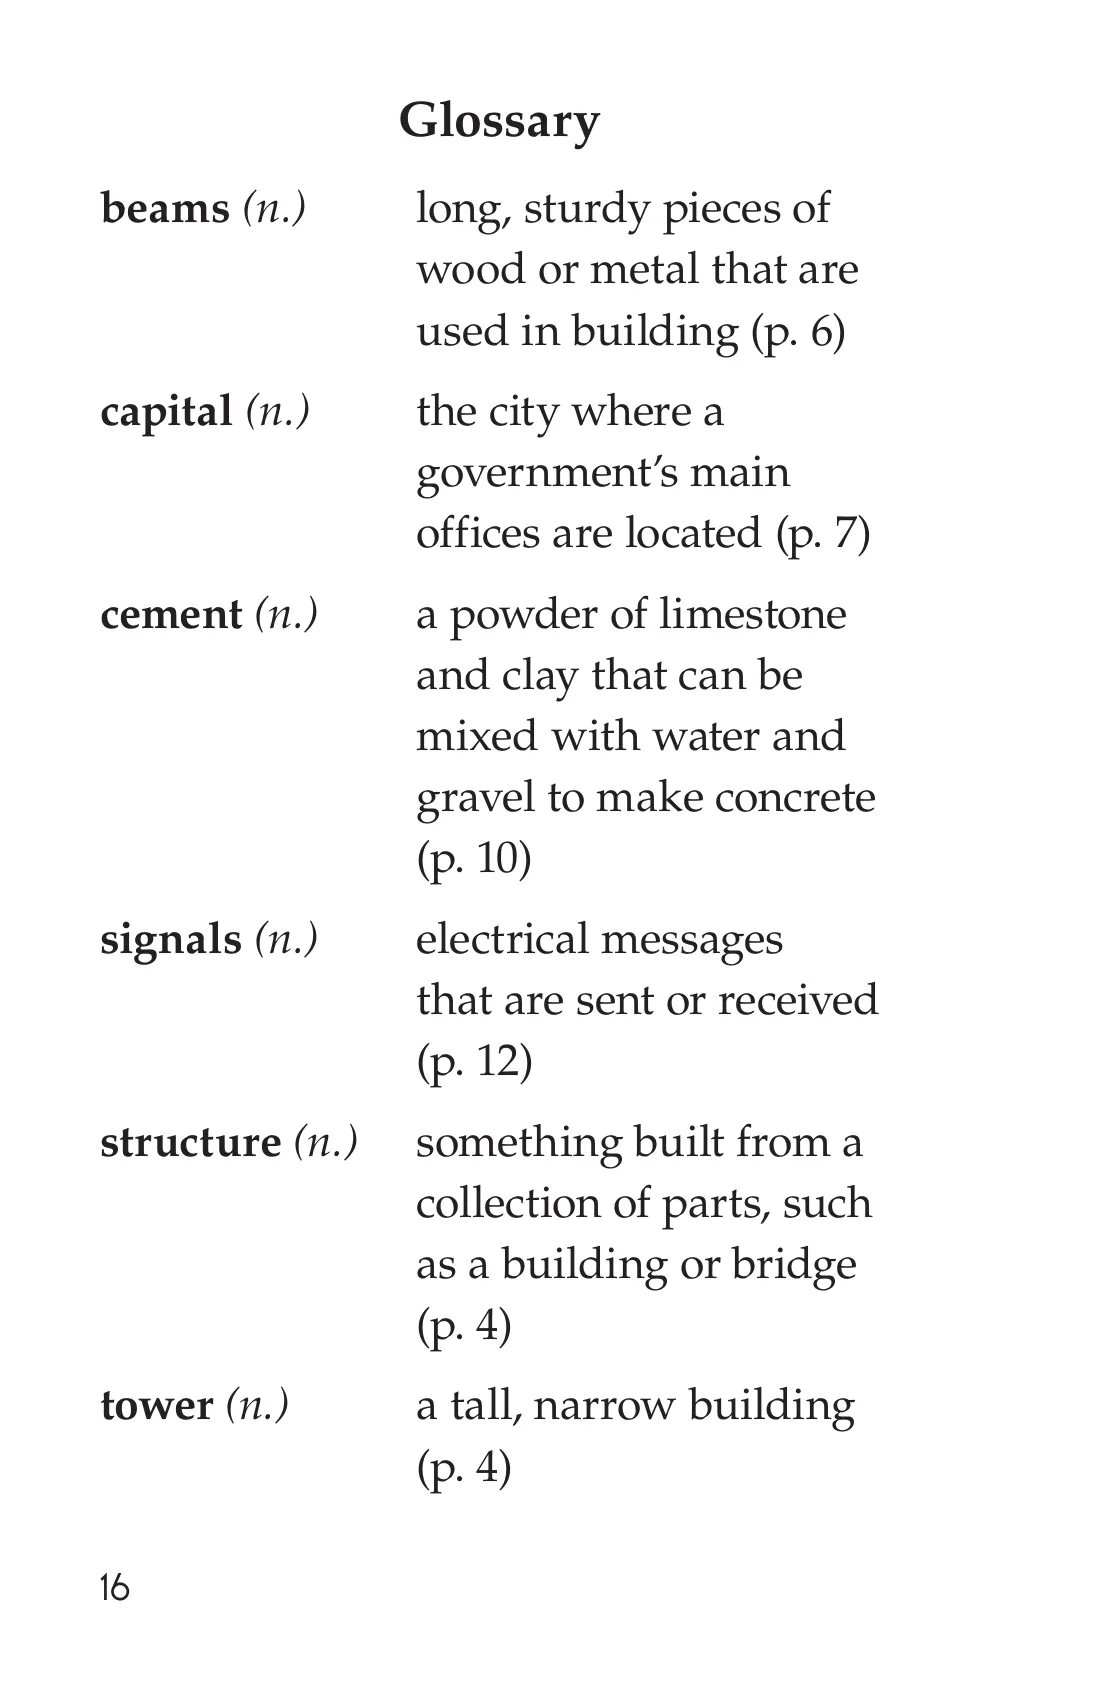 Glossary
beams (n.) long, sturdy pieces of
wood or metal that are
used in building (p. 6)
capital (n.) the city where a
government’s main
offices are located (p. 7)
cement (n.) a powder of limestone
and clay that can be
mixed with water and
gravel to make concrete
(p. 10)
signals (n.) electrical messages
that are sent or received
(p. 12)
structure (n.) something built from a
collection of parts, such
as a building or bridge
(p. 4)
tower (n.) a tall, narrow building
(p. 4)
16